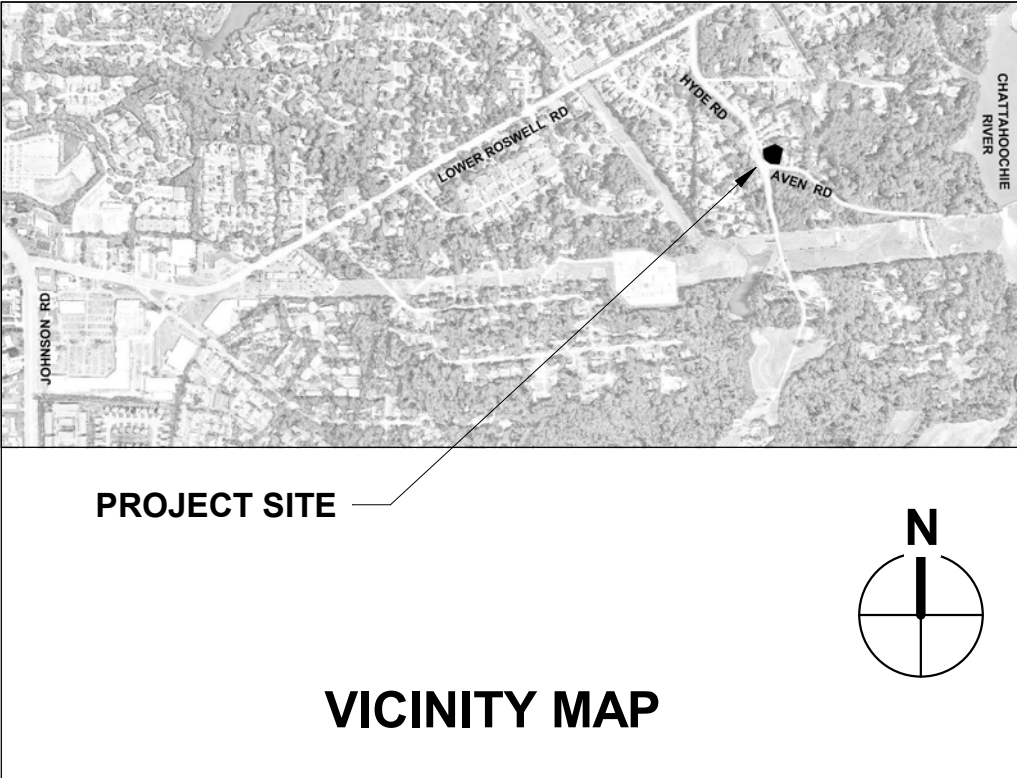 HYDE RD
CHATTAHOOCHIE
RIVER
LOWER ROSWELL RD
AVEN RD
JOHNSON RD
PROJECT SITE
N
VICINITY MAP